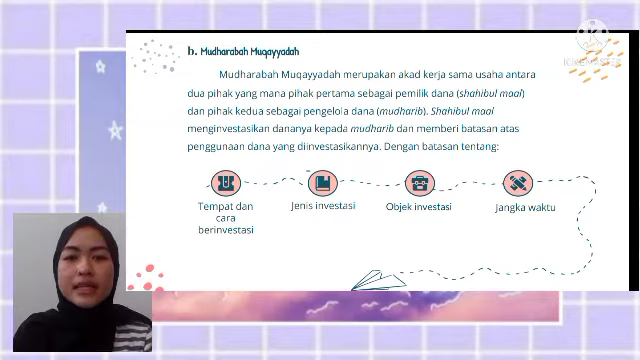 b. Mudharabah Muqayyadah
Mudharabah Muqayyadah merupakan akad kerja sama usaha antara
dua pihak yang mana pihak pertama sebagai pemilik dana (shahibul maal)
dan pihak kedua sebagai pengelola dana (mudharib). Shahibul maal
menginvestasikan dananya kepada mudharib dan memberi batasan atas
penggunaan dana yang diinvestasikannya. Dengan batasan tentang:
Tempat dan
cara
berinvestasi
Jenis investasi
Objek investasi
Jangka waktu
KINEMASTER